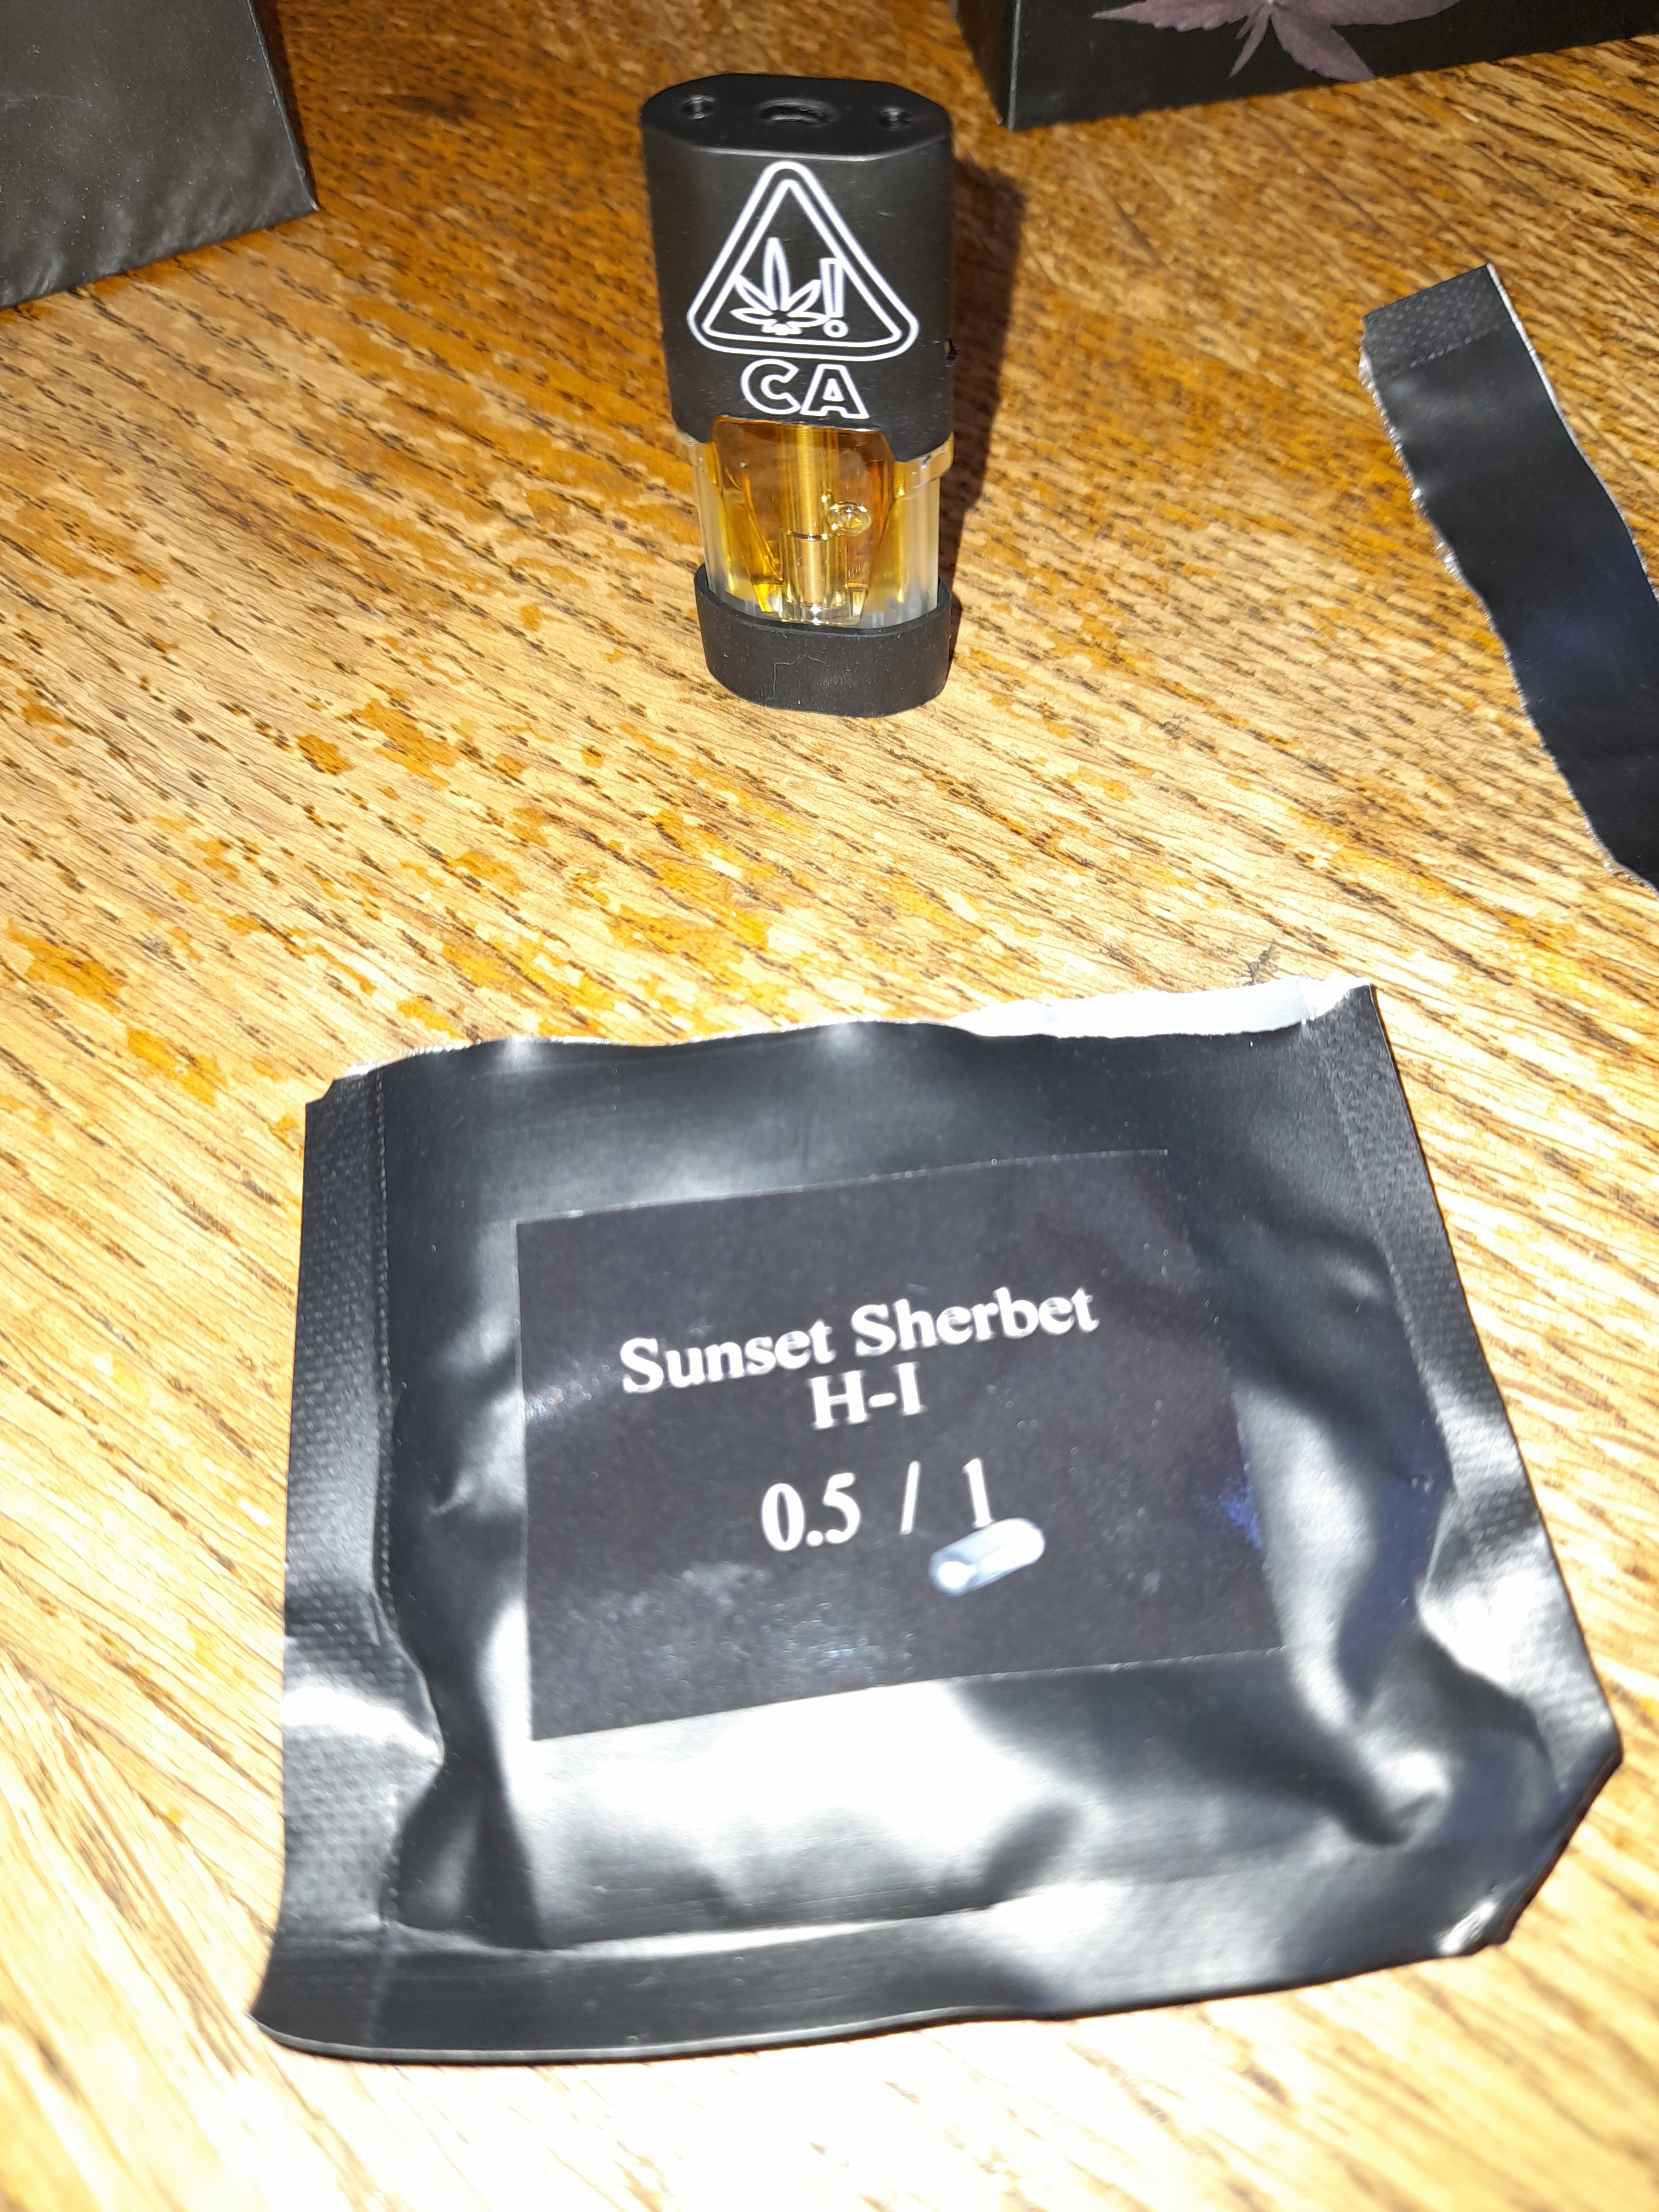 !
CA
Sunset Sherbet
H-I
0.5 / 1